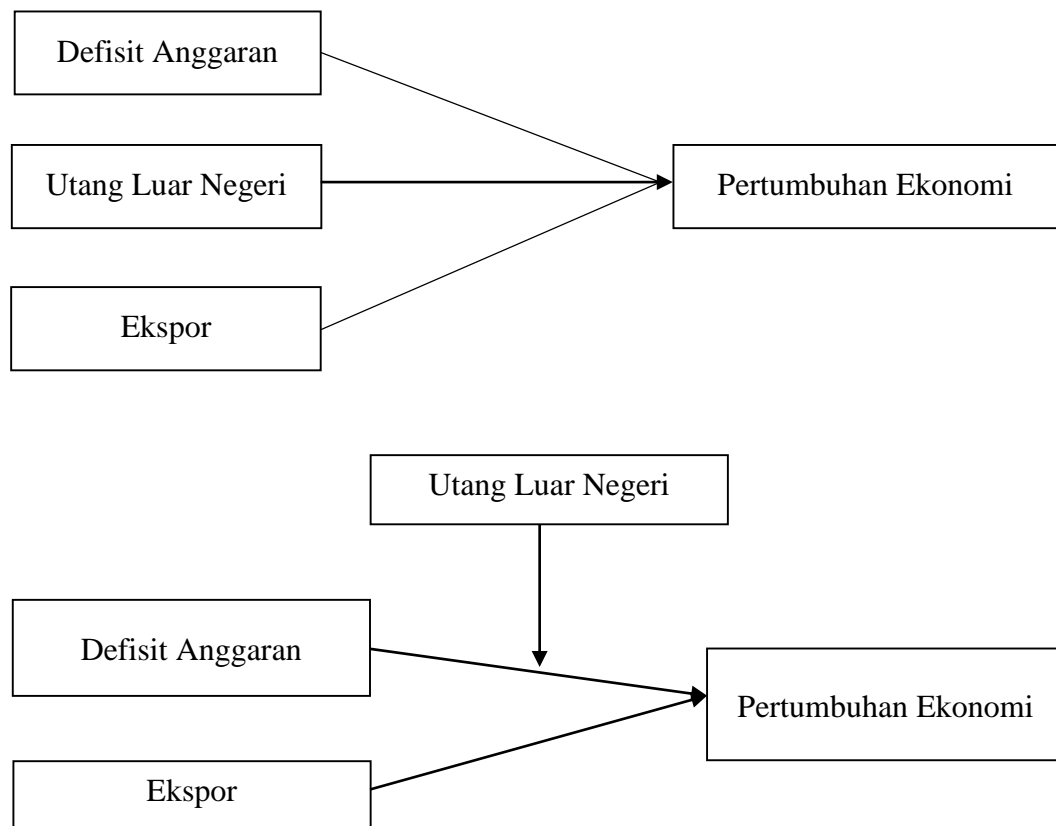 Defisit Anggaran
Utang Luar Negeri
Pertumbuhan Ekonomi
Ekspor
Utang Luar Negeri
Defisit Anggaran
Pertumbuhan Ekonomi
Ekspor